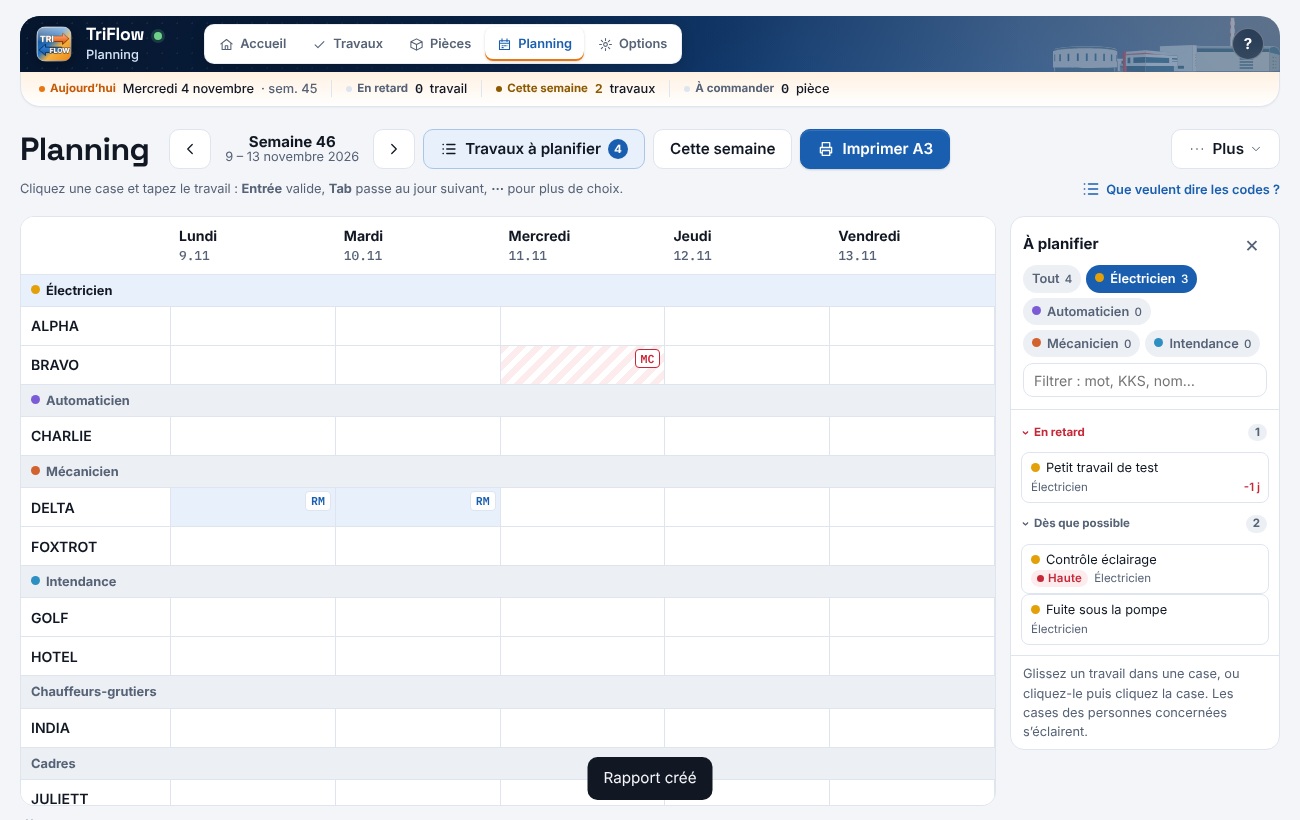 TRI FLOW
TriFlow
Planning
Accueil
Travaux
Pièces
Planning
Options
?
Aujourd'hui Mercredi 4 novembre · sem. 45
En retard 0 travail
Cette semaine 2 travaux
À commander 0 pièce
Planning
Semaine 46
9 – 13 novembre 2026
Travaux à planifier 4
Cette semaine
Imprimer A3
··· Plus
Cliquez une case et tapez le travail : Entrée valide, Tab passe au jour suivant, ··· pour plus de choix.
Que veulent dire les codes ?
Lundi
9.11
Mardi
10.11
Mercredi
11.11
Jeudi
12.11
Vendredi
13.11
Électricien
ALPHA
BRAVO
MC
Automaticien
CHARLIE
Mécanicien
DELTA
RM
RM
FOXTROT
Intendance
GOLF
HOTEL
Chauffeurs-grutiers
INDIA
Cadres
JULIETT
À planifier
Tout 4
Électricien 3
Automaticien 0
Mécanicien 0
Intendance 0
Filtrer : mot, KKS, nom...
En retard 1
Petit travail de test
Électricien -1 j
Dès que possible 2
Contrôle éclairage
Haute Électricien
Fuite sous la pompe
Électricien
Glissez un travail dans une case, ou
cliquez-le puis cliquez la case. Les
cases des personnes concernées
s'éclairent.
Rapport créé